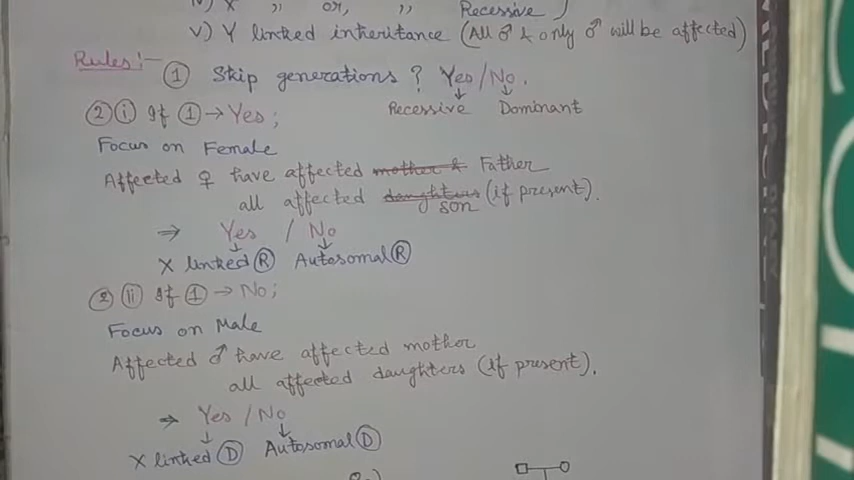 iv) X ,, or, ,, Recessive
v) Y linked inheritance (All ♂ & only ♂ will be affected)
Rules:-
① Skip generations ? Yes / No.
↓ ↓
Recessive Dominant
② (i) If ① → Yes;
Focus on Female
Affected ♀ have affected mother & Father
all affected daughters (if present).
son
⇒ Yes / No
↓ ↓
X linked Ⓡ Autosomal Ⓡ
② (ii) If ① → No;
Focus on Male
Affected ♂ have affected mother
all affected daughters (if present).
⇒ Yes / No
↓ ↓
X linked Ⓓ Autosomal Ⓓ